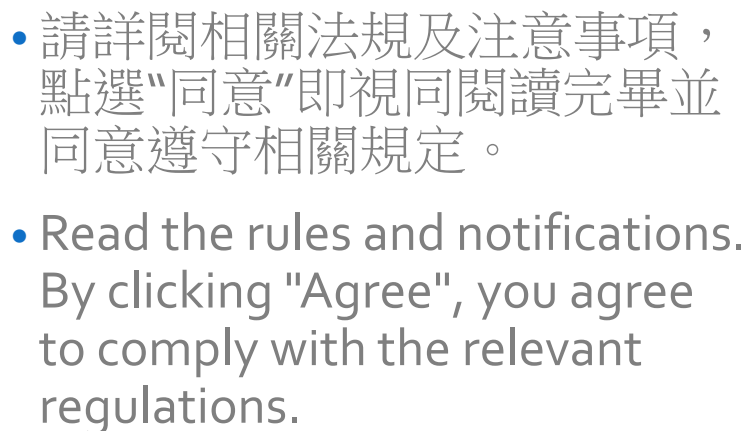 • 請詳閱相關法規及注意事項，
點選“同意”即視同閱讀完畢並
同意遵守相關規定。
• Read the rules and notifications.
By clicking "Agree", you agree
to comply with the relevant
regulations.